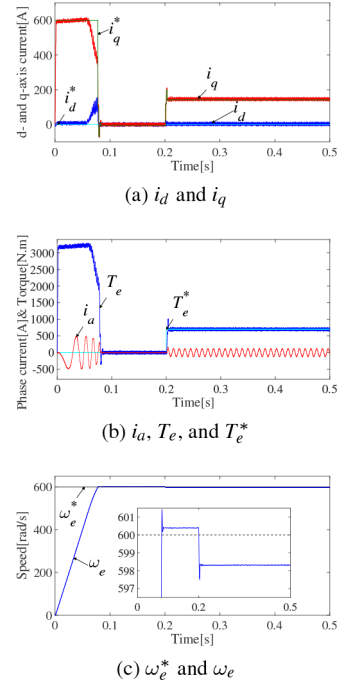 d- and q-axis current[A]
600
400
200
0
i_q^*
i_d^*
i_q
i_d
0 0.1 0.2 0.3 0.4 0.5
Time[s]
(a) i_d and i_q
Phase current[A]& Torque[N.m]
3000
2500
2000
1500
1000
500
0
-500
T_e
i_a
T_e^*
0 0.1 0.2 0.3 0.4 0.5
Time[s]
(b) i_a, T_e, and T_e^*
Speed[rad/s]
600
400
200
0
ω_e^*
ω_e
601
600
599
598
597
0 0.2 0.5
0 0.1 0.2 0.3 0.4 0.5
Time[s]
(c) ω_e^* and ω_e